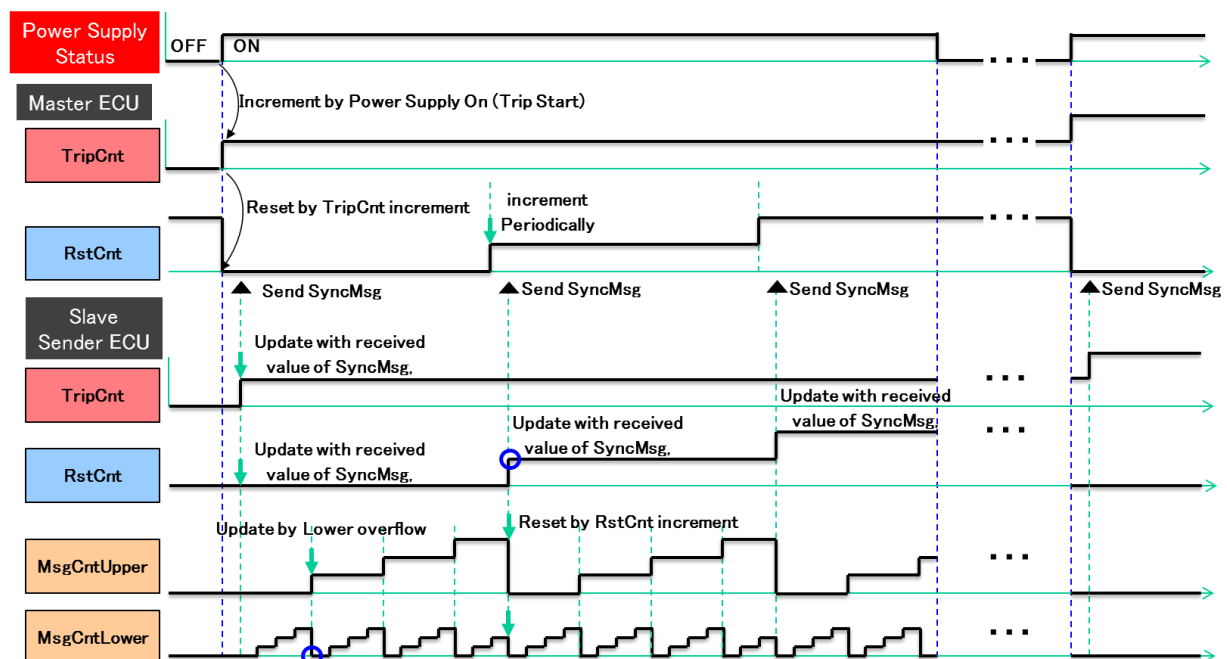 Power Supply
Status
OFF
ON
Master ECU
Increment by Power Supply On (Trip Start)
TripCnt
Reset by TripCnt increment
increment
Periodically
RstCnt
Send SyncMsg
Send SyncMsg
Send SyncMsg
Send SyncMsg
Slave
Sender ECU
Update with received
value of SyncMsg.
TripCnt
Update with received
value of SyncMsg.
Update with received
value of SyncMsg.
Update with received
value of SyncMsg.
RstCnt
Update by Lower overflow
Reset by RstCnt increment
MsgCntUpper
MsgCntLower